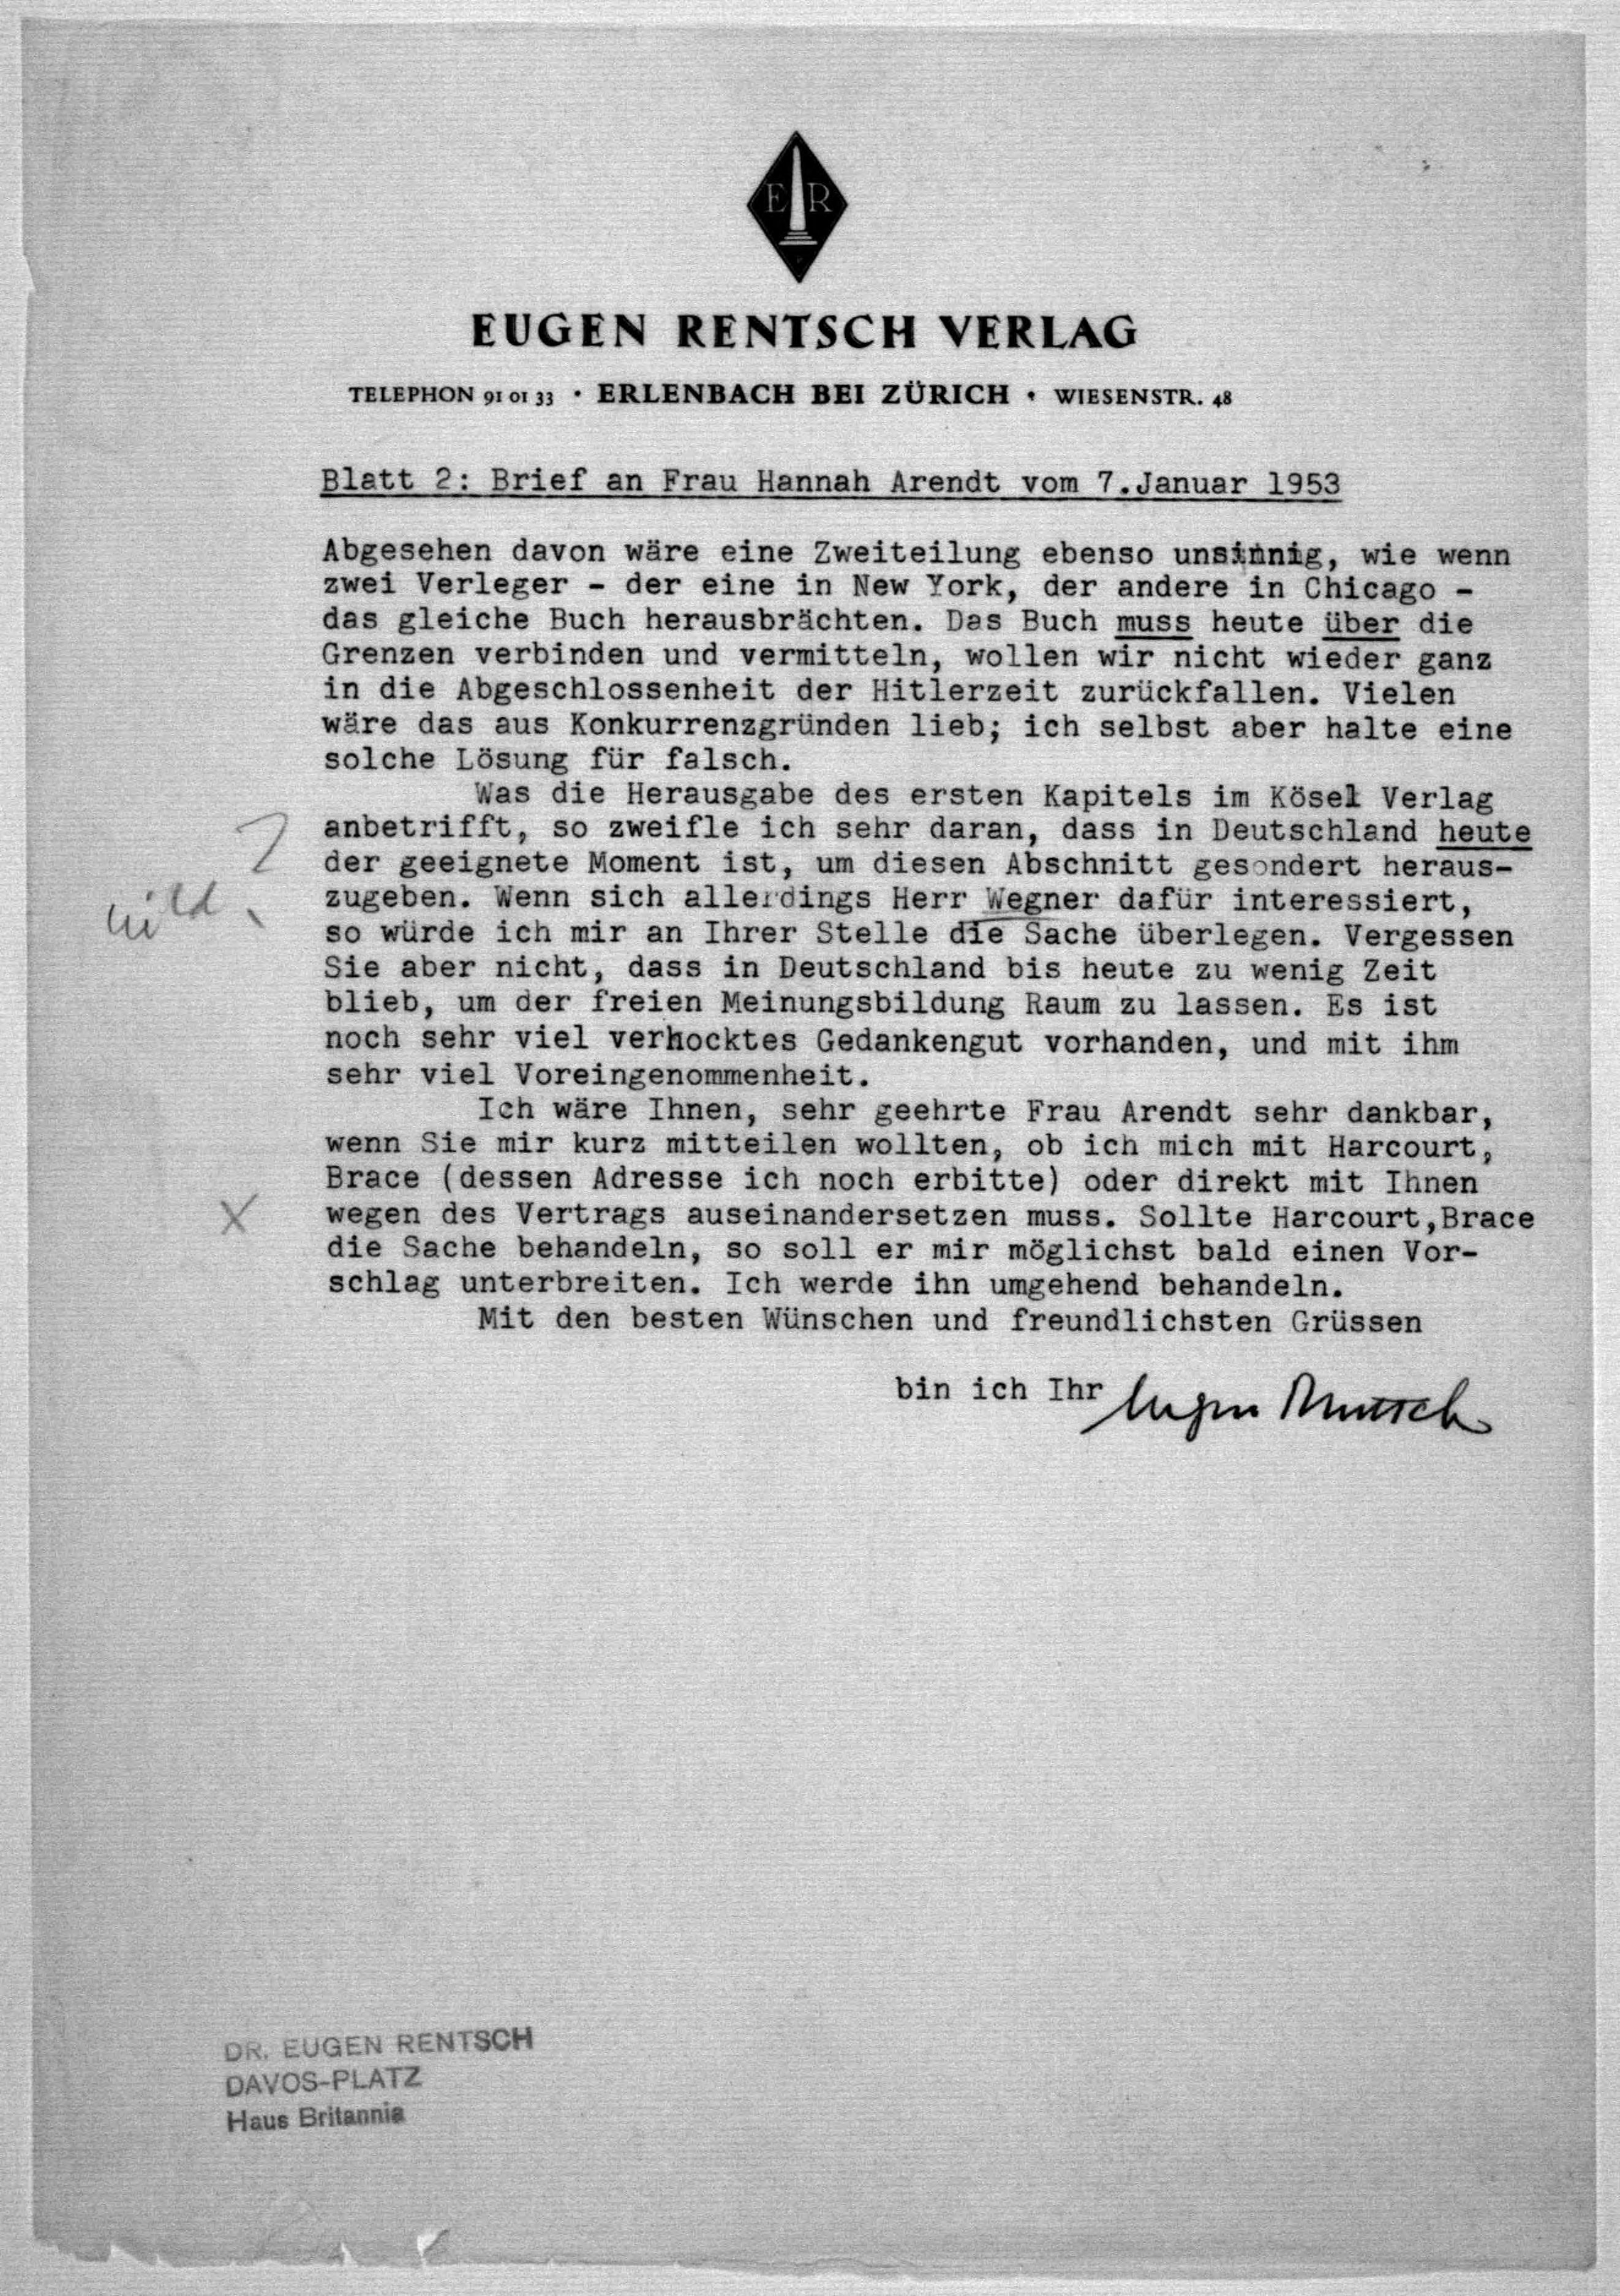 E R
EUGEN RENTSCH VERLAG
TELEPHON 91 01 33 • ERLENBACH BEI ZÜRICH • WIESENSTR. 48
Blatt 2: Brief an Frau Hannah Arendt vom 7.Januar 1953
Abgesehen davon wäre eine Zweiteilung ebenso unsinnig, wie wenn
zwei Verleger - der eine in New York, der andere in Chicago -
das gleiche Buch herausbrächten. Das Buch muss heute über die
Grenzen verbinden und vermitteln, wollen wir nicht wieder ganz
in die Abgeschlossenheit der Hitlerzeit zurückfallen. Vielen
wäre das aus Konkurrenzgründen lieb; ich selbst aber halte eine
solche Lösung für falsch.
Was die Herausgabe des ersten Kapitels im Kösel Verlag
anbetrifft, so zweifle ich sehr daran, dass in Deutschland heute
der geeignete Moment ist, um diesen Abschnitt gesondert heraus-
zugeben. Wenn sich allerdings Herr Wegner dafür interessiert,
so würde ich mir an Ihrer Stelle die Sache überlegen. Vergessen
Sie aber nicht, dass in Deutschland bis heute zu wenig Zeit
blieb, um der freien Meinungsbildung Raum zu lassen. Es ist
noch sehr viel verhocktes Gedankengut vorhanden, und mit ihm
sehr viel Voreingenommenheit.
Ich wäre Ihnen, sehr geehrte Frau Arendt sehr dankbar,
wenn Sie mir kurz mitteilen wollten, ob ich mich mit Harcourt,
Brace (dessen Adresse ich noch erbitte) oder direkt mit Ihnen
X wegen des Vertrags auseinandersetzen muss. Sollte Harcourt,Brace
die Sache behandeln, so soll er mir möglichst bald einen Vor-
schlag unterbreiten. Ich werde ihn umgehend behandeln.
Mit den besten Wünschen und freundlichsten Grüssen
bin ich Ihr Eugen Rentsch
DR. EUGEN RENTSCH
DAVOS-PLATZ
Haus Britannia